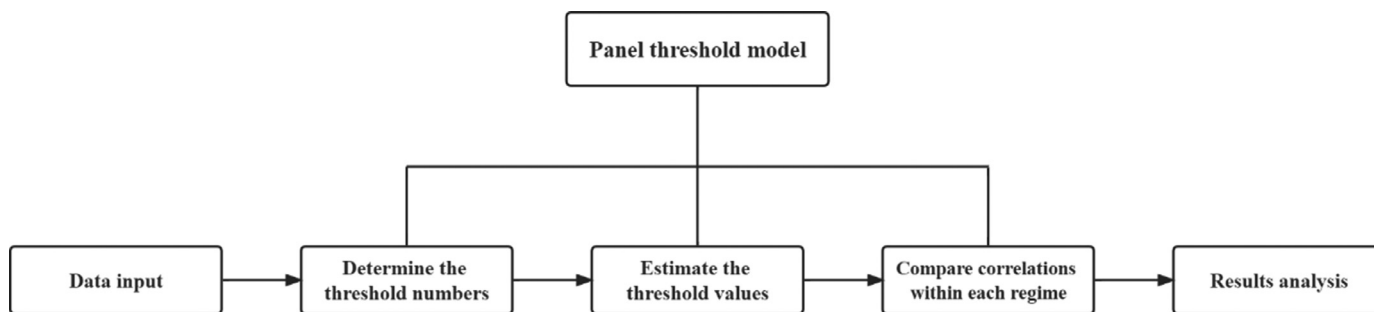 Panel threshold model
Data input
Determine the
threshold numbers
Estimate the
threshold values
Compare correlations
within each regime
Results analysis